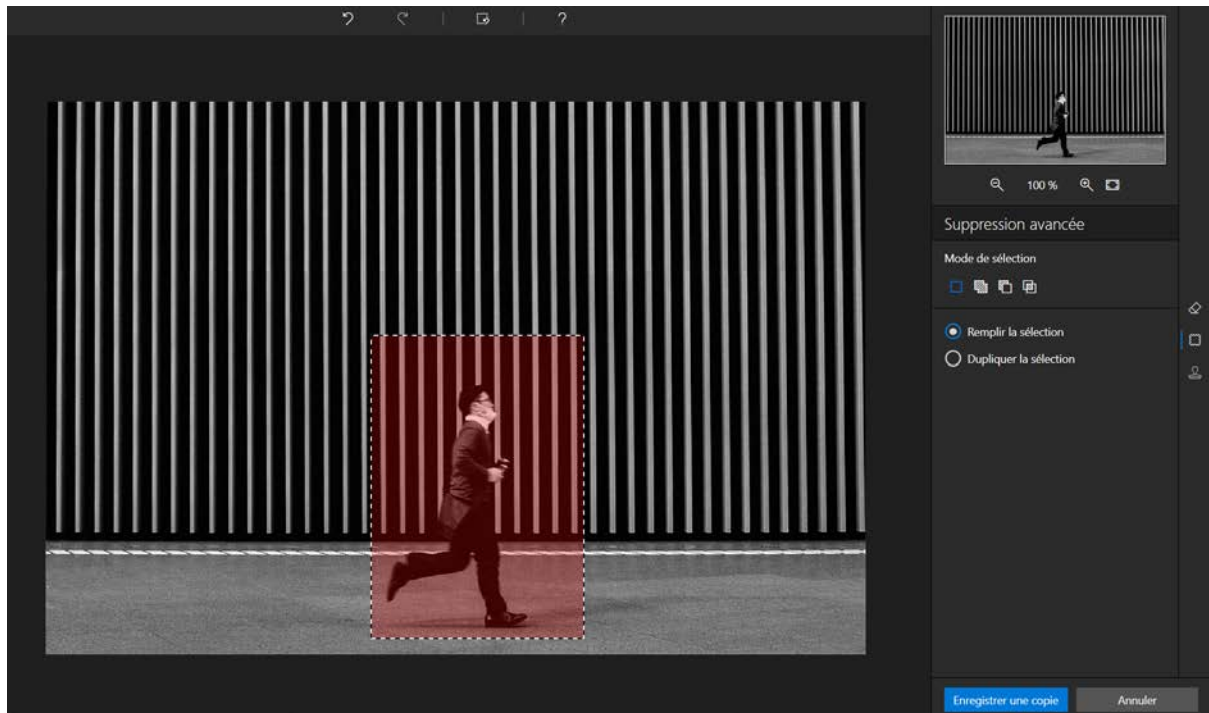 ?
100 %
Suppression avancée
Mode de sélection
Remplir la sélection
Dupliquer la sélection
Enregistrer une copie
Annuler